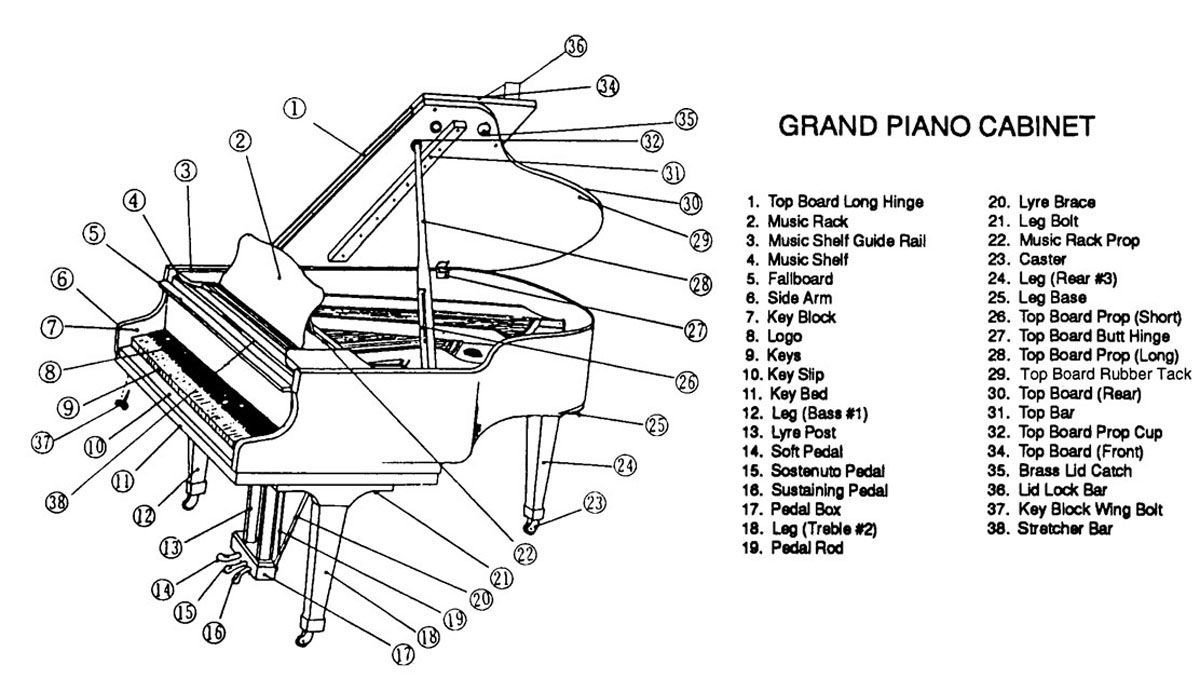 GRAND PIANO CABINET
1. Top Board Long Hinge
2. Music Rack
3. Music Shelf Guide Rail
4. Music Shelf
5. Fallboard
6. Side Arm
7. Key Block
8. Logo
9. Keys
10. Key Slip
11. Key Bed
12. Leg (Bass #1)
13. Lyre Post
14. Soft Pedal
15. Sostenuto Pedal
16. Sustaining Pedal
17. Pedal Box
18. Leg (Treble #2)
19. Pedal Rod
20. Lyre Brace
21. Leg Bolt
22. Music Rack Prop
23. Caster
24. Leg (Rear #3)
25. Leg Base
26. Top Board Prop (Short)
27. Top Board Butt Hinge
28. Top Board Prop (Long)
29. Top Board Rubber Tack
30. Top Board (Rear)
31. Top Bar
32. Top Board Prop Cup
34. Top Board (Front)
35. Brass Lid Catch
36. Lid Lock Bar
37. Key Block Wing Bolt
38. Stretcher Bar
36
34
1
35
2
32
3
31
4
30
5
29
6
28
7
27
8
26
9
25
37
10
24
11
38
12
23
13
22
14
21
15
20
16
19
18
17